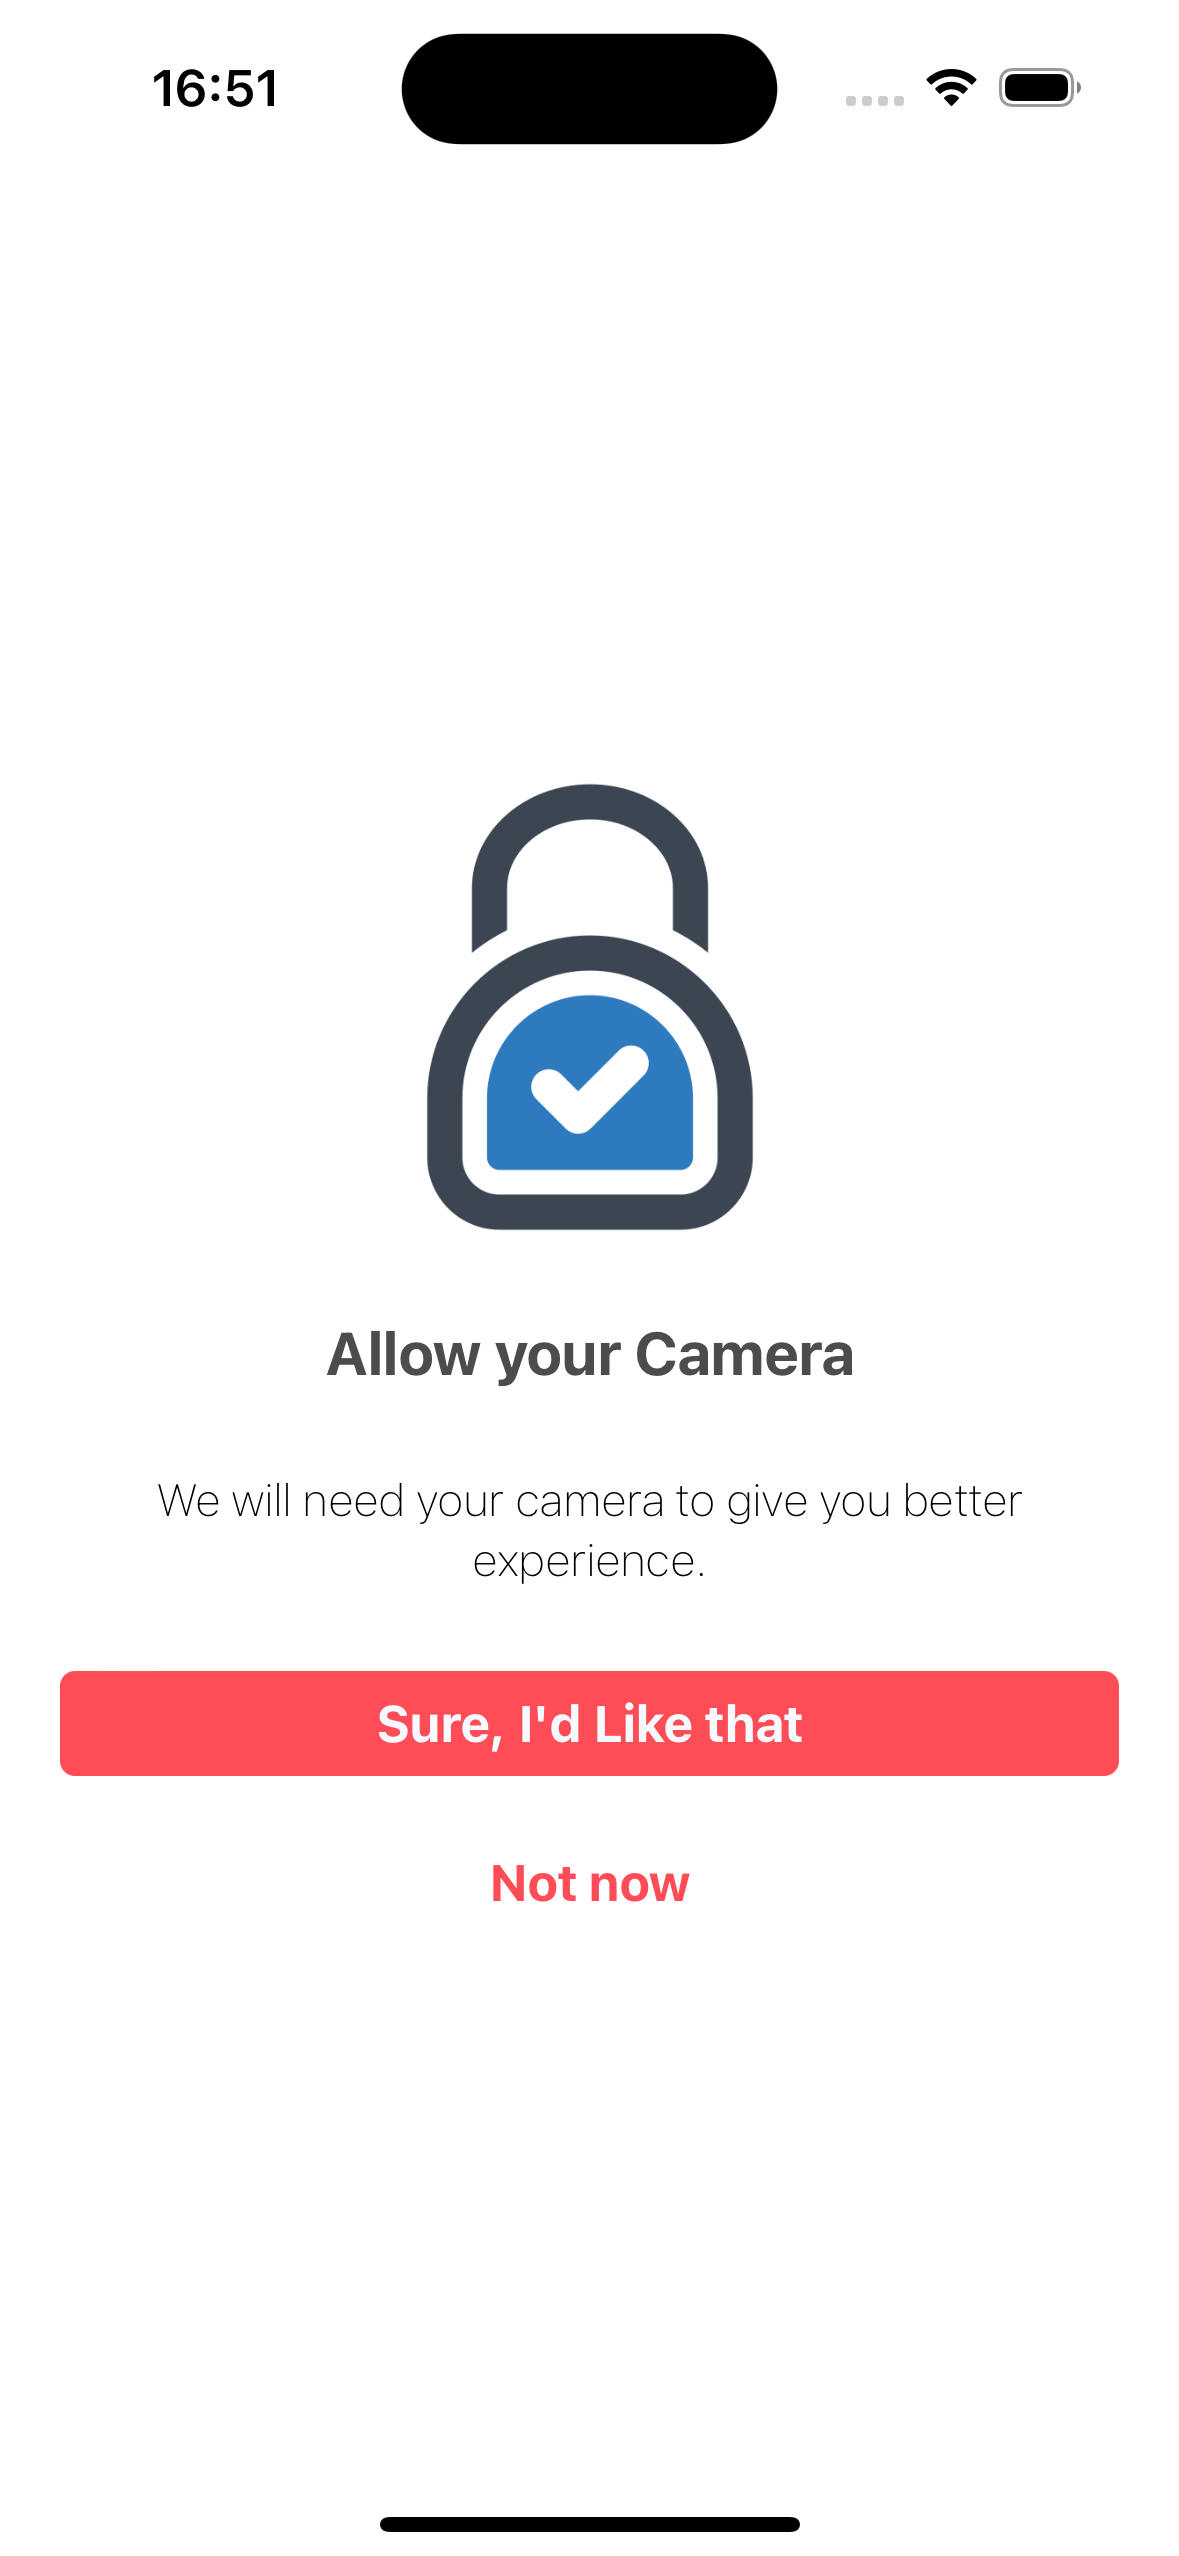 16:51
Allow your Camera
We will need your camera to give you better
experience.
Sure, I'd Like that
Not now